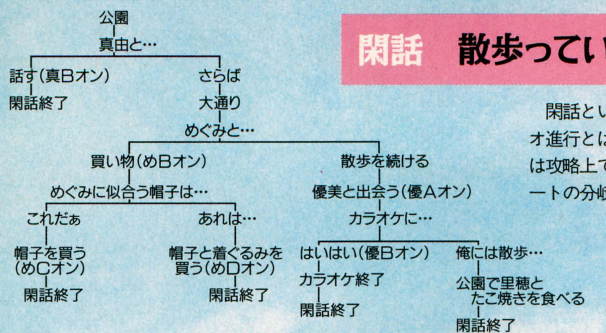 公園
真由と…
話す(真Bオン)
さらば
閑話終了
大通り
めぐみと…
買い物(めBオン)
散歩を続ける
めぐみに似合う帽子は…
優美と出会う(優Aオン)
これだぁ
あれは…
カラオケに…
帽子を買う
(めCオン)
帽子と着ぐるみを
買う(めDオン)
はいはい(優Bオン)
俺には散歩…
閑話終了
閑話終了
カラオケ終了
公園で里穂と
たこ焼きを食べる
閑話終了
閑話終了
閑話 散歩ってい
閑話とい
オ進行とは
は攻略上で
ートの分岐